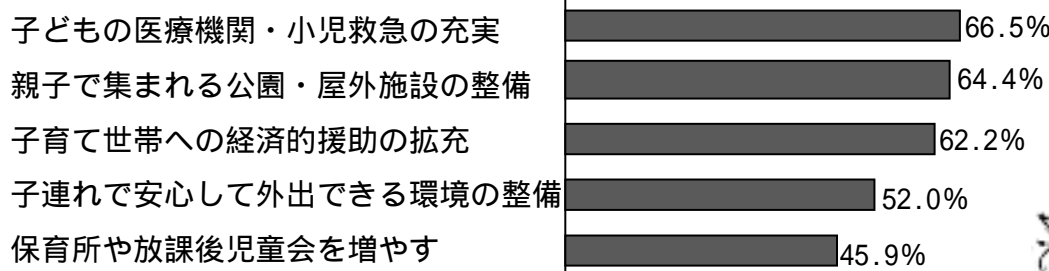 子どもの医療機関・小児救急の充実 66.5%
親子で集まれる公園・屋外施設の整備 64.4%
子育て世帯への経済的援助の拡充 62.2%
子連れで安心して外出できる環境の整備 52.0%
保育所や放課後児童会を増やす 45.9%